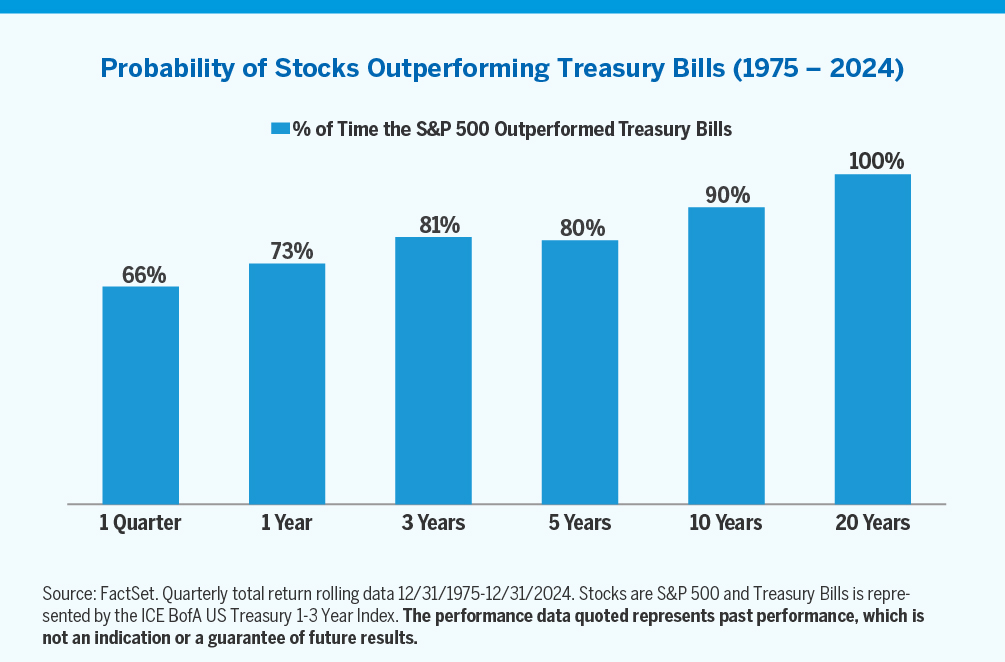 Probability of Stocks Outperforming Treasury Bills (1975 – 2024)
% of Time the S&P 500 Outperformed Treasury Bills
66%
73%
81%
80%
90%
100%
1 Quarter
1 Year
3 Years
5 Years
10 Years
20 Years
Source: FactSet. Quarterly total return rolling data 12/31/1975-12/31/2024. Stocks are S&P 500 and Treasury Bills is repre-
sented by the ICE BofA US Treasury 1-3 Year Index. The performance data quoted represents past performance, which is
not an indication or a guarantee of future results.